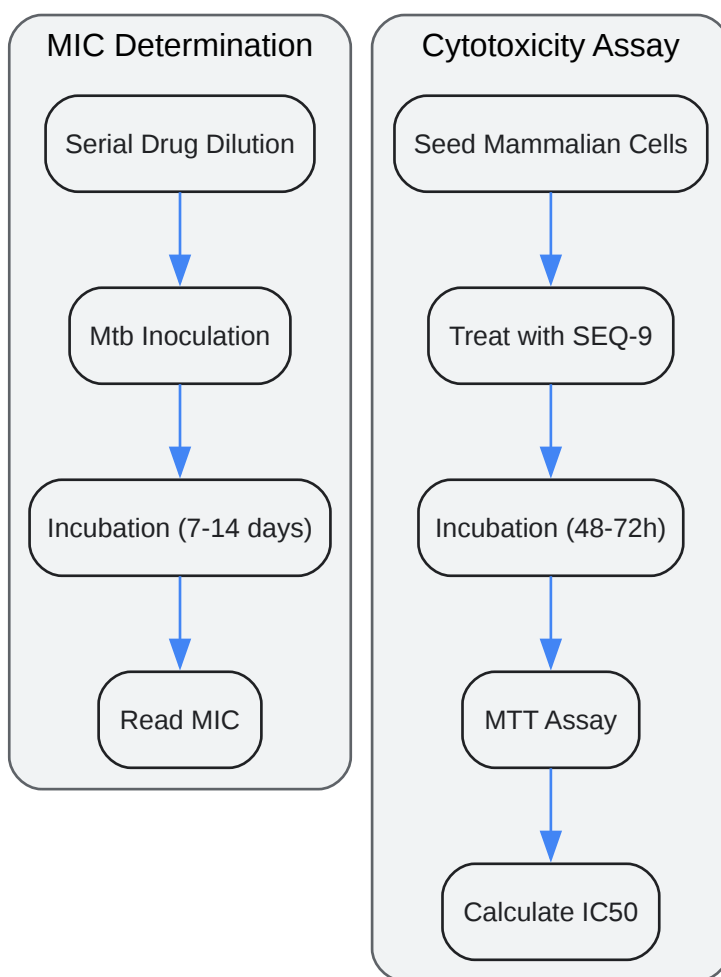 MIC Determination
Serial Drug Dilution
Mtb Inoculation
Incubation (7-14 days)
Read MIC
Cytotoxicity Assay
Seed Mammalian Cells
Treat with SEQ-9
Incubation (48-72h)
MTT Assay
Calculate IC50